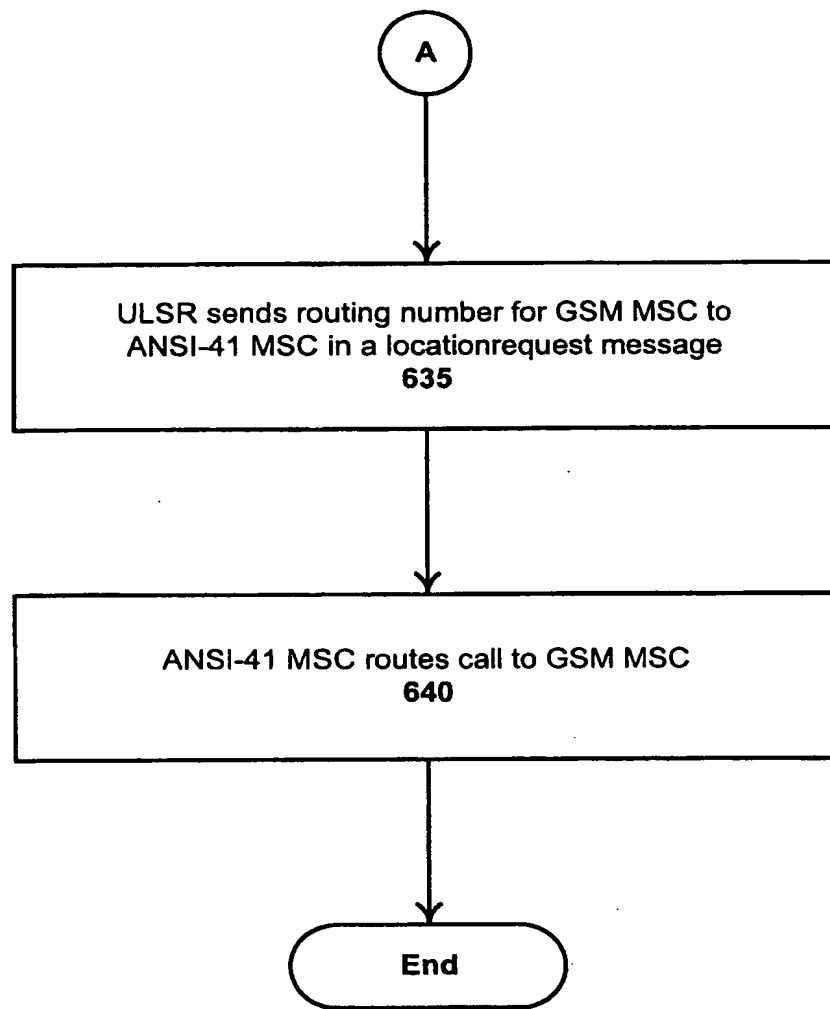 A
ULSR sends routing number for GSM MSC to
ANSI-41 MSC in a locationrequest message
635
ANSI-41 MSC routes call to GSM MSC
640
End